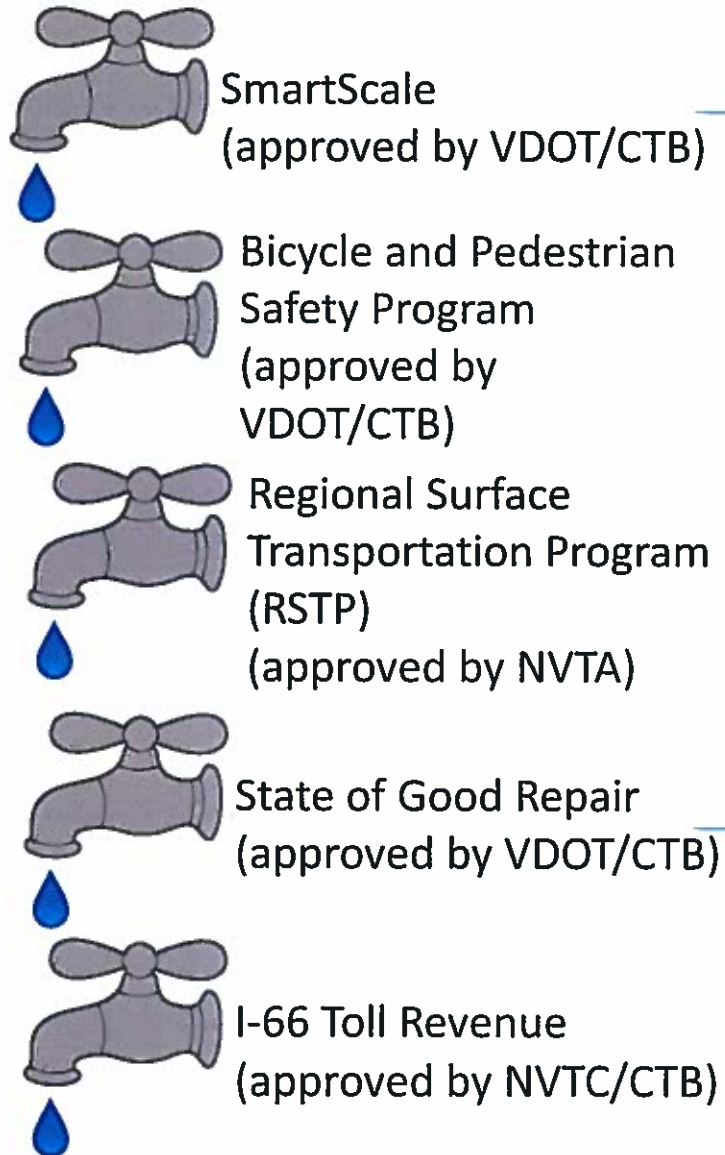 SmartScale
(approved by VDOT/CTB)
Bicycle and Pedestrian
Safety Program
(approved by
VDOT/CTB)
Regional Surface
Transportation Program
(RSTP)
(approved by NVTA)
State of Good Repair
(approved by VDOT/CTB)
I-66 Toll Revenue
(approved by NVTC/CTB)